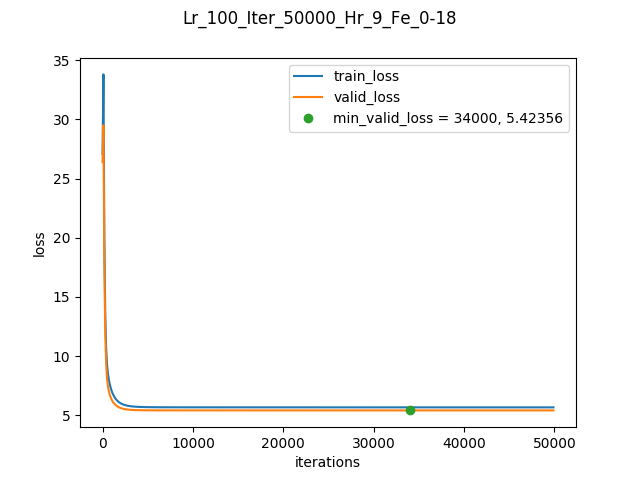 Lr_100_Iter_50000_Hr_9_Fe_0-18
train_loss
valid_loss
min_valid_loss = 34000, 5.42356
35
30
25
20
15
10
5
loss
0
10000
20000
30000
40000
50000
iterations